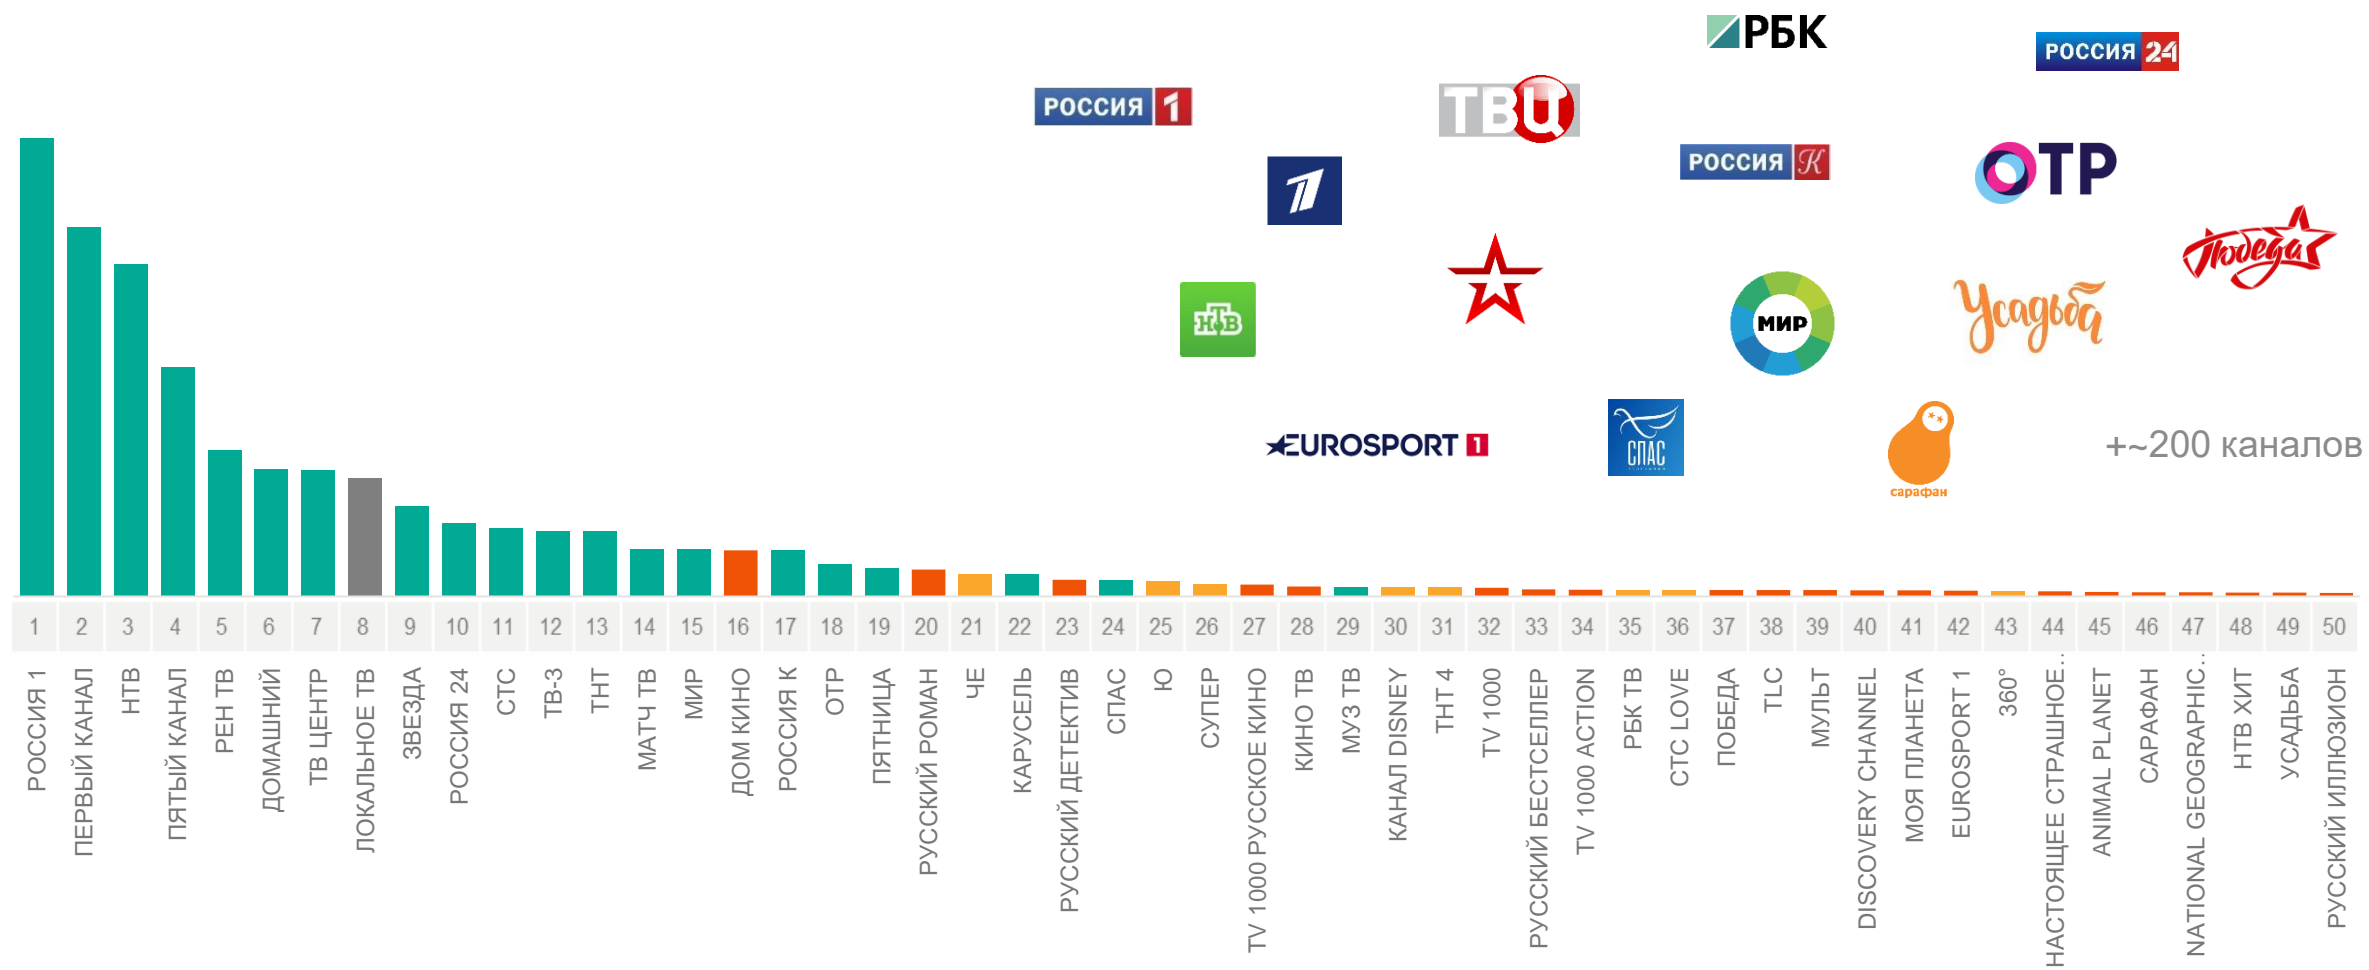 РБК
РОССИЯ 24
РОССИЯ 1
ТВЦ
РОССИЯ К
ОТР
1
Победа
НТВ
МИР
Усадьба
EUROSPORT 1
СПАС
сарафан
+~200 каналов
1 2 3 4 5 6 7 8 9 10 11 12 13 14 15 16 17 18 19 20 21 22 23 24 25 26 27 28 29 30 31 32 33 34 35 36 37 38 39 40 41 42 43 44 45 46 47 48 49 50
РОССИЯ 1
ПЕРВЫЙ КАНАЛ
НТВ
ПЯТЫЙ КАНАЛ
РЕН ТВ
ДОМАШНИЙ
ТВ ЦЕНТР
ЛОКАЛЬНОЕ ТВ
ЗВЕЗДА
РОССИЯ 24
СТС
ТВ-3
ТНТ
МАТЧ ТВ
МИР
ДОМ КИНО
РОССИЯ К
ОТР
ПЯТНИЦА
РУССКИЙ РОМАН
ЧЕ
КАРУСЕЛЬ
РУССКИЙ ДЕТЕКТИВ
СПАС
Ю
СУПЕР
TV 1000 РУССКОЕ КИНО
КИНО ТВ
МУЗ ТВ
КАНАЛ DISNEY
ТНТ 4
TV 1000
РУССКИЙ БЕСТСЕЛЛЕР
TV 1000 ACTION
РБК ТВ
СТС LOVE
ПОБЕДА
TLC
МУЛЬТ
DISCOVERY CHANNEL
МОЯ ПЛАНЕТА
EUROSPORT 1
360°
НАСТОЯЩЕЕ СТРАШНОЕ…
ANIMAL PLANET
САРАФАН
NATIONAL GEOGRAPHIC…
НТВ ХИТ
УСАДЬБА
РУССКИЙ ИЛЛЮЗИОН